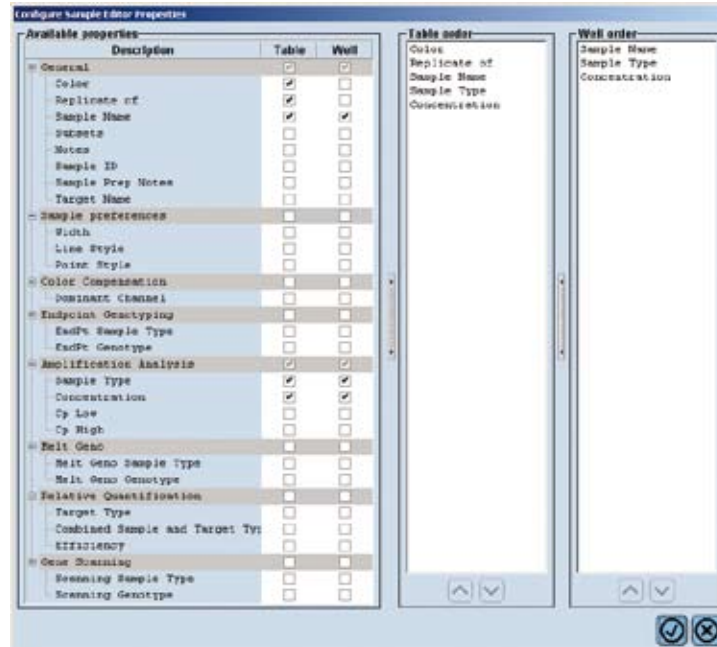 Configure Sample Editor Properties
Available properties
Description Table Well
General
Color
Replicate of
Sample Name
Subsets
Notes
Sample ID
Sample Prep Notes
Target Name
Sample preferences
Width
Line Style
Point Style
Color Compensation
Dominant Channel
Endpoint Genotyping
EndPt Sample Type
EndPt Genotype
Amplification Analysis
Sample Type
Concentration
Cp Low
Cp High
Melt Geno
Melt Geno Sample Type
Melt Geno Genotype
Relative Quantification
Target Type
Combined Sample and Target Typ
Efficiency
Gene Scanning
Scanning Sample Type
Scanning Genotype
Table order
Color
Replicate of
Sample Name
Sample Type
Concentration
Well order
Sample Name
Sample Type
Concentration